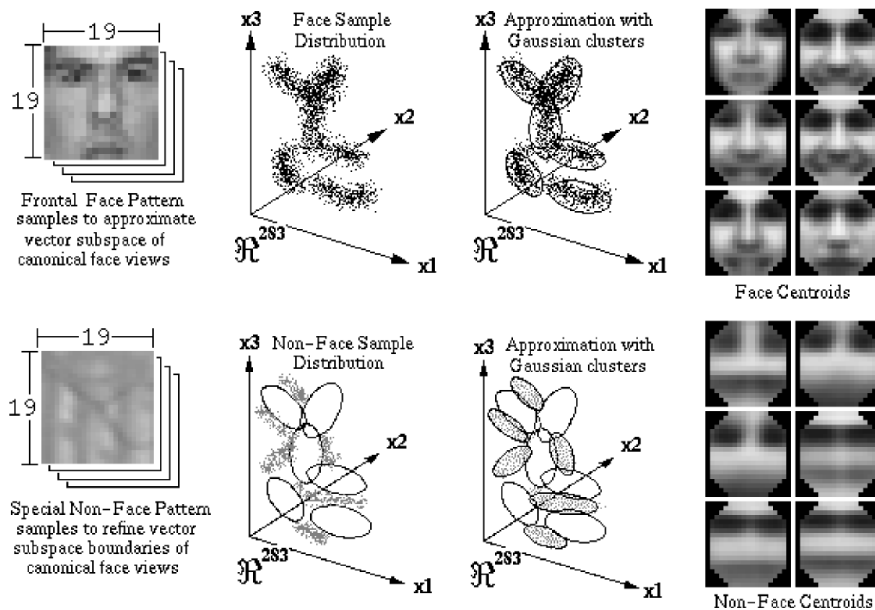 19
19
Frontal Face Pattern
samples to approximate
vector subspace of
canonical face views
x3
Face Sample
Distribution
x2
ℜ283
x1
x3
Approximation with
Gaussian clusters
x2
ℜ283
x1
Face Centroids
19
19
Special Non-Face Pattern
samples to refine vector
subspace boundaries of
canonical face views
x3
Non-Face Sample
Distribution
x2
ℜ283
x1
x3
Approximation with
Gaussian clusters
x2
ℜ283
x1
Non-Face Centroids